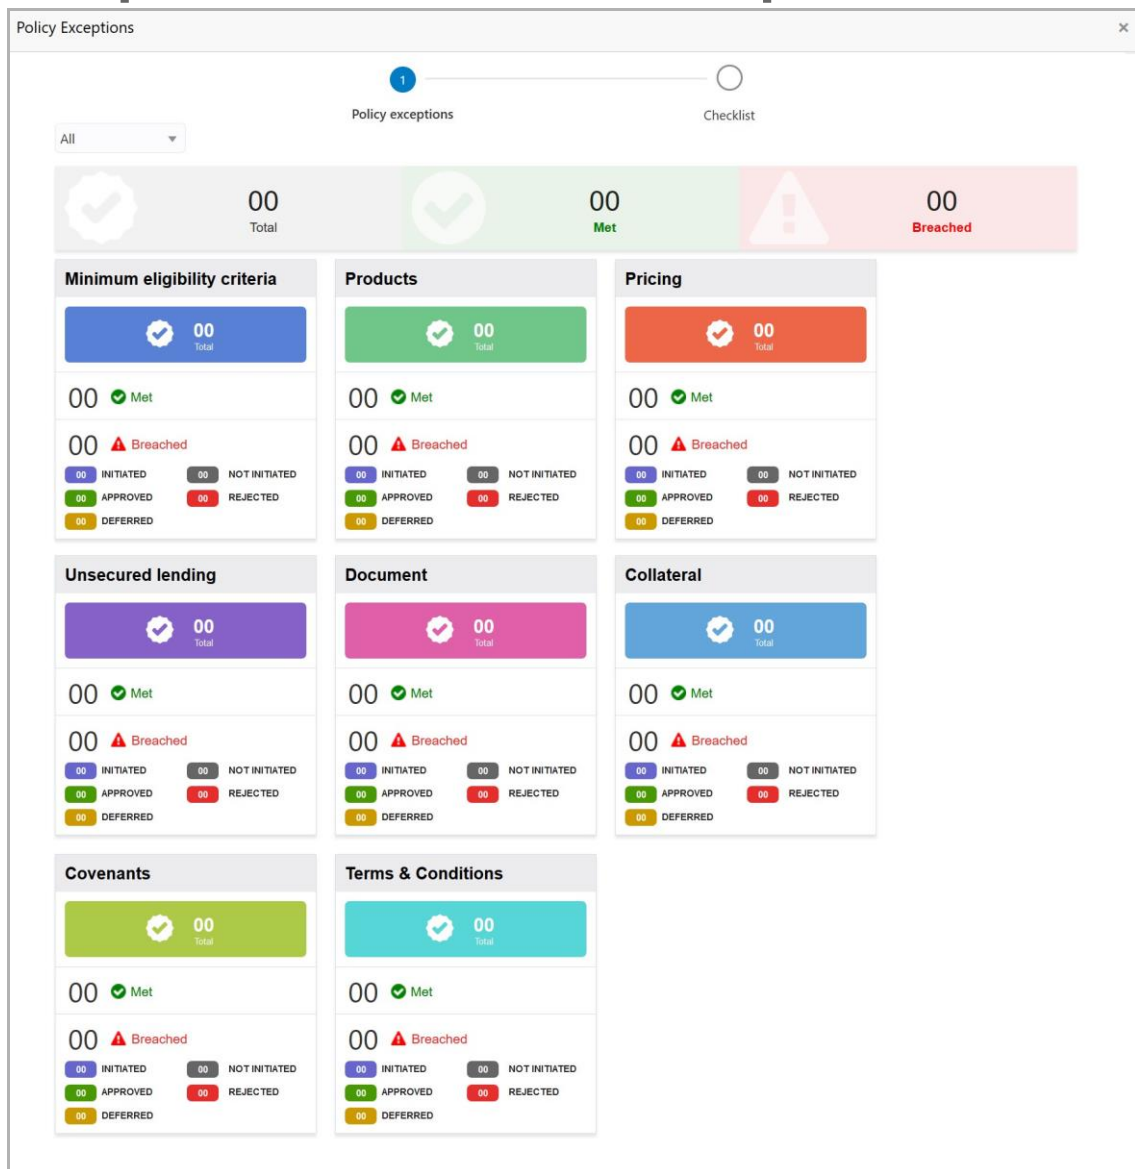 Policy Exceptions ×
1
Policy exceptions Checklist
All
00 00 00
Total Met Breached
Minimum eligibility criteria Products Pricing
00 00 00
Total Total Total
00 Met 00 Met 00 Met
00 Breached 00 Breached 00 Breached
00 INITIATED 00 NOT INITIATED 00 INITIATED 00 NOT INITIATED 00 INITIATED 00 NOT INITIATED
00 APPROVED 00 REJECTED 00 APPROVED 00 REJECTED 00 APPROVED 00 REJECTED
00 DEFERRED 00 DEFERRED 00 DEFERRED
Unsecured lending Document Collateral
00 00 00
Total Total Total
00 Met 00 Met 00 Met
00 Breached 00 Breached 00 Breached
00 INITIATED 00 NOT INITIATED 00 INITIATED 00 NOT INITIATED 00 INITIATED 00 NOT INITIATED
00 APPROVED 00 REJECTED 00 APPROVED 00 REJECTED 00 APPROVED 00 REJECTED
00 DEFERRED 00 DEFERRED 00 DEFERRED
Covenants Terms & Conditions
00 00
Total Total
00 Met 00 Met
00 Breached 00 Breached
00 INITIATED 00 NOT INITIATED 00 INITIATED 00 NOT INITIATED
00 APPROVED 00 REJECTED 00 APPROVED 00 REJECTED
00 DEFERRED 00 DEFERRED